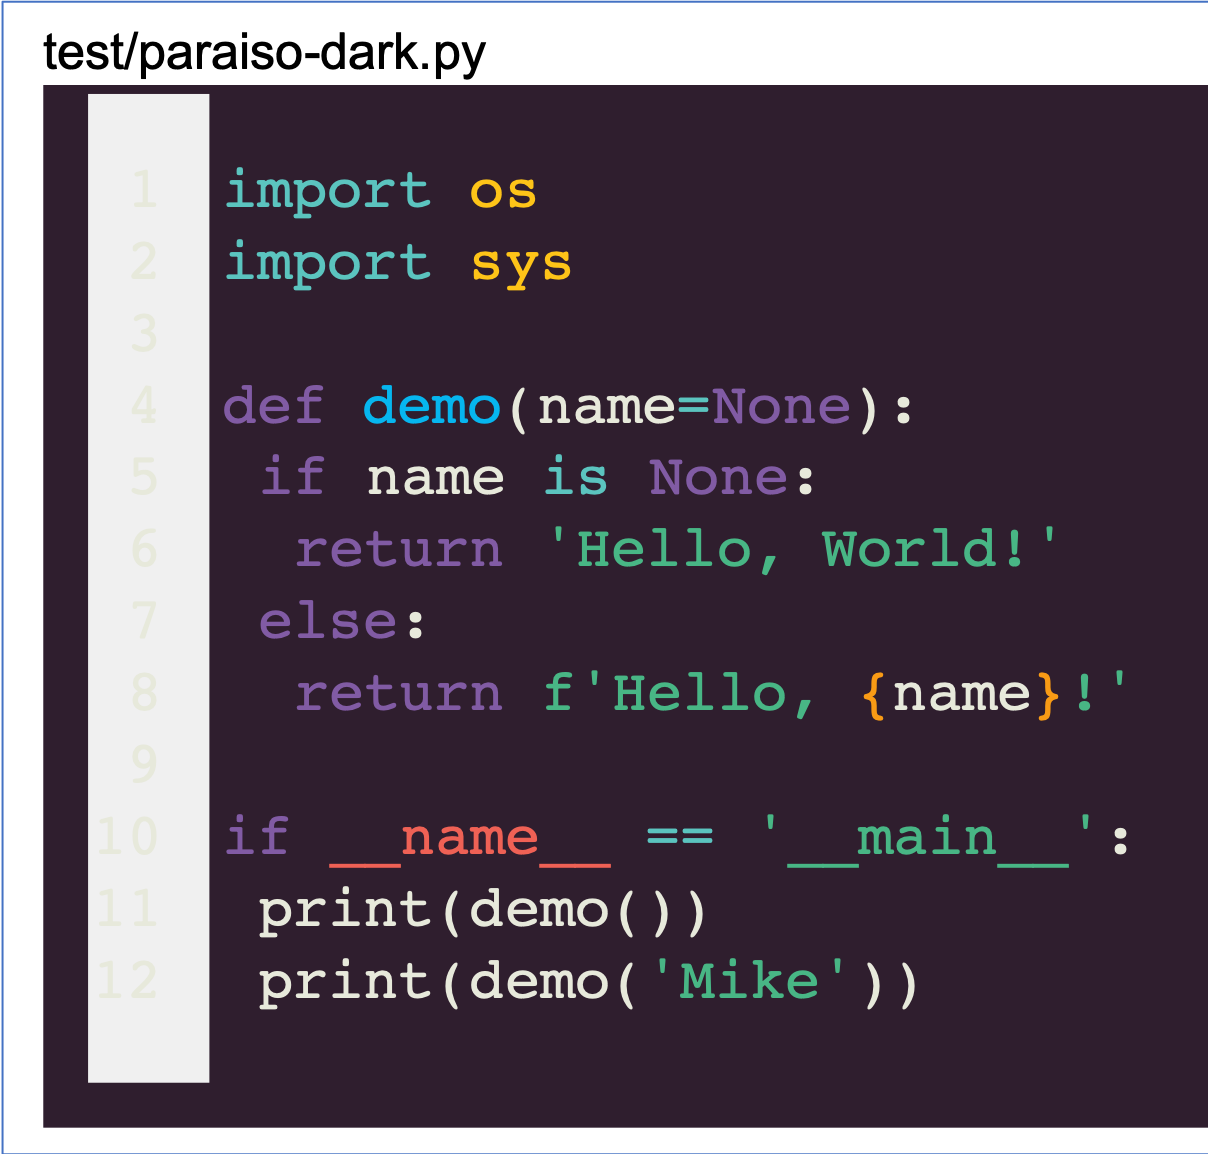 test/paraiso-dark.py
1 import os
2 import sys
3
4 def demo(name=None):
5  if name is None:
6   return 'Hello, World!'
7  else:
8   return f'Hello, {name}!'
9
10 if __name__ == '__main__':
11  print(demo())
12  print(demo('Mike'))